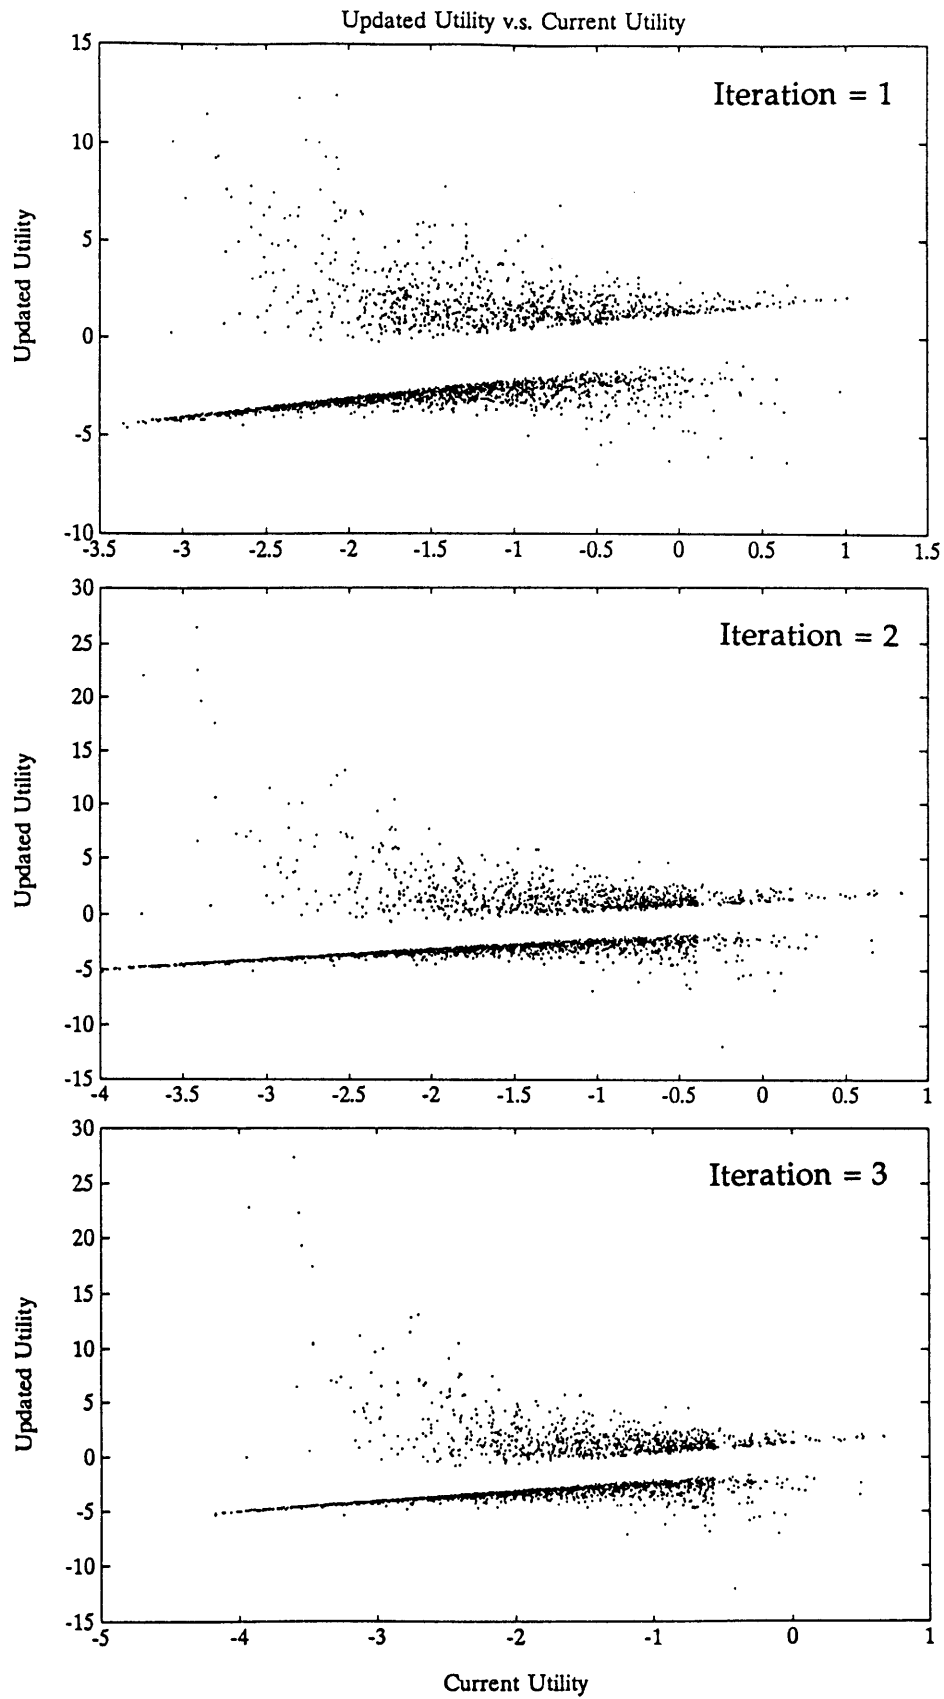 Updated Utility v.s. Current Utility
Iteration = 1
Updated Utility
15
10
5
0
-5
-10
-3.5 -3 -2.5 -2 -1.5 -1 -0.5 0 0.5 1 1.5
Iteration = 2
Updated Utility
30
25
20
15
10
5
0
-5
-10
-15
-4 -3.5 -3 -2.5 -2 -1.5 -1 -0.5 0 0.5 1
Iteration = 3
Updated Utility
30
25
20
15
10
5
0
-5
-10
-15
-5 -4 -3 -2 -1 0 1
Current Utility